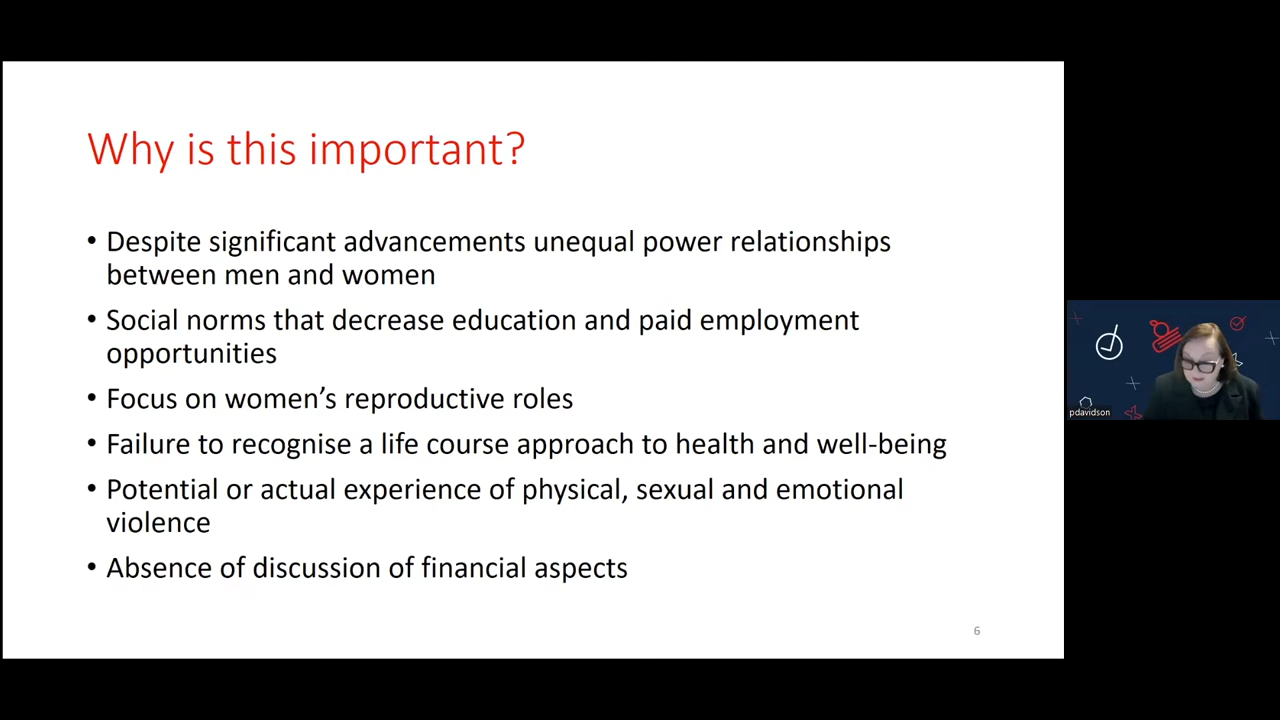 Why is this important?
• Despite significant advancements unequal power relationships
between men and women
• Social norms that decrease education and paid employment
opportunities
• Focus on women’s reproductive roles
• Failure to recognise a life course approach to health and well-being
• Potential or actual experience of physical, sexual and emotional
violence
• Absence of discussion of financial aspects
6
pdavidson